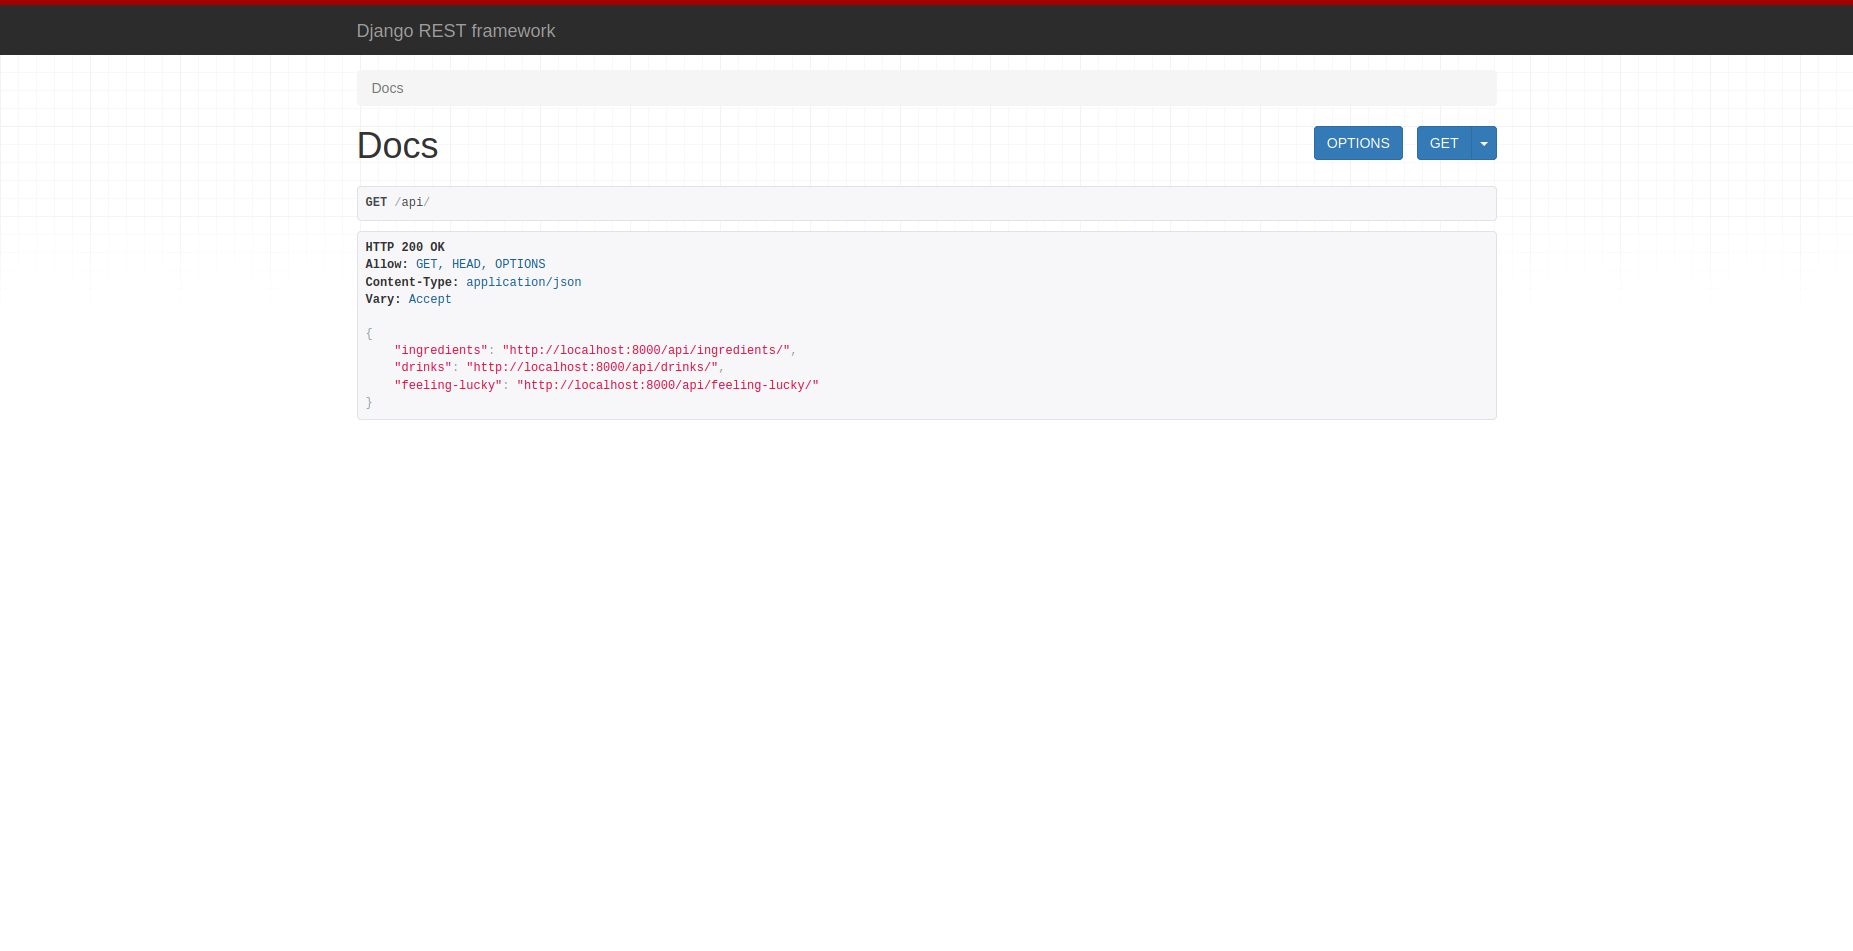 Django REST framework
Docs
Docs
OPTIONS
GET
GET /api/
HTTP 200 OK
Allow: GET, HEAD, OPTIONS
Content-Type: application/json
Vary: Accept
{
    "ingredients": "http://localhost:8000/api/ingredients/",
    "drinks": "http://localhost:8000/api/drinks/",
    "feeling-lucky": "http://localhost:8000/api/feeling-lucky/"
}